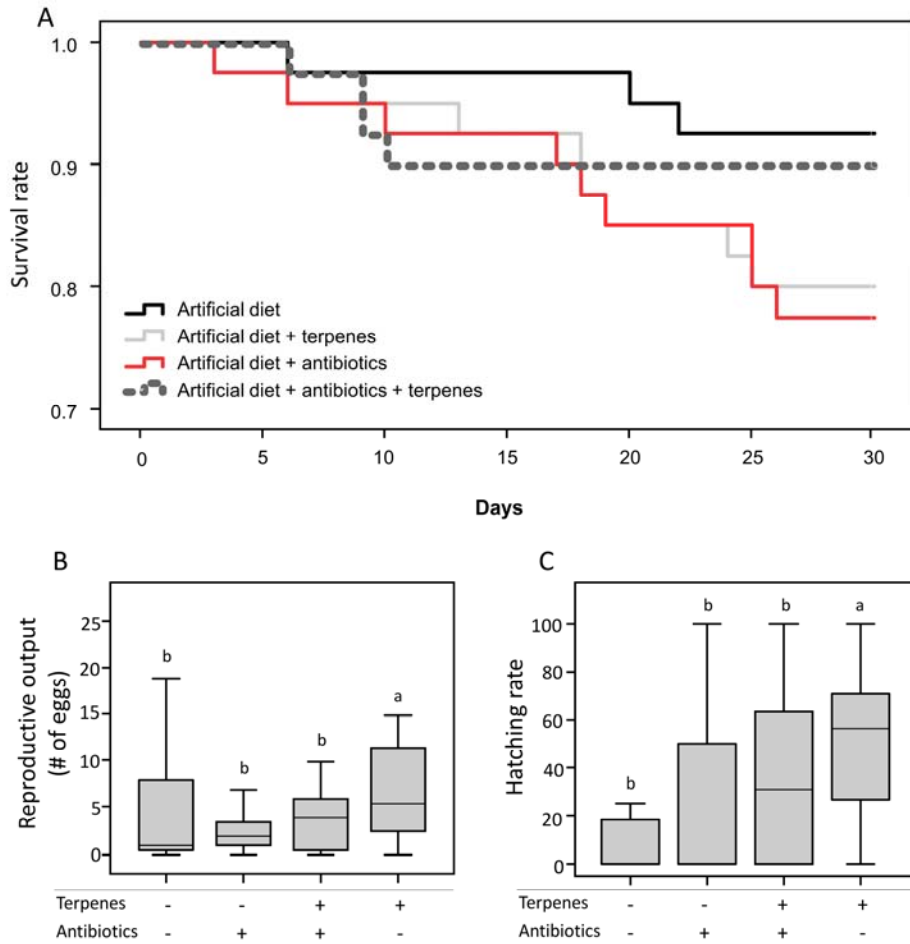 A
1.0
0.9
0.8
0.7
Survival rate
Artificial diet
Artificial diet + terpenes
Artificial diet + antibiotics
Artificial diet + antibiotics + terpenes
0 5 10 15 20 25 30
Days
B
Reproductive output
(# of eggs)
25
20
15
10
5
0
b b b a
Terpenes - - + +
Antibiotics - + + -
C
Hatching rate
100
80
60
40
20
0
b b b a
Terpenes - - + +
Antibiotics - + + -